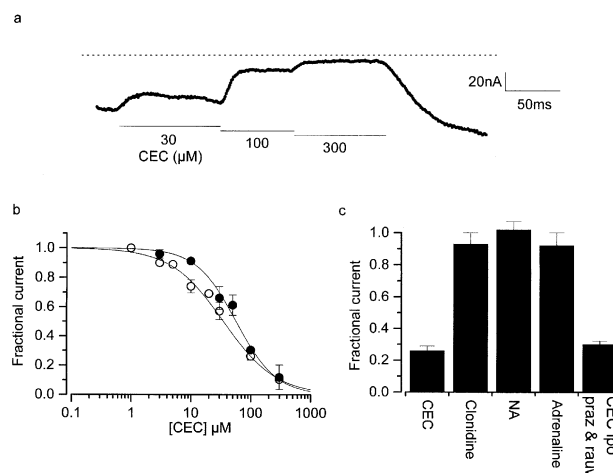 a
20nA
50ms
30
100
300
CEC (µM)
b
Fractional current
1.0
0.8
0.6
0.4
0.2
0.0
0.1
1
10
100
1000
[CEC] µM
c
Fractional current
1.0
0.8
0.6
0.4
0.2
0.0
CEC
Clonidine
NA
Adrenaline
CEC
praz & rauw